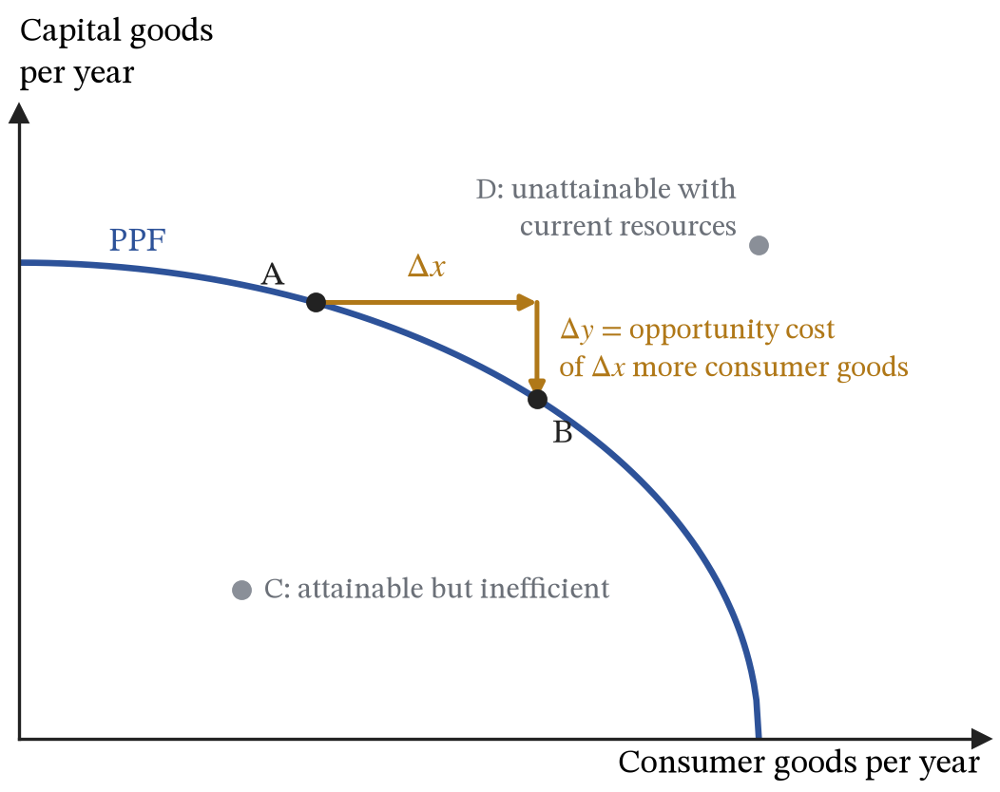 Capital goods
per year
D: unattainable with
current resources
PPF
A
Δx
Δy = opportunity cost
of Δx more consumer goods
B
C: attainable but inefficient
Consumer goods per year